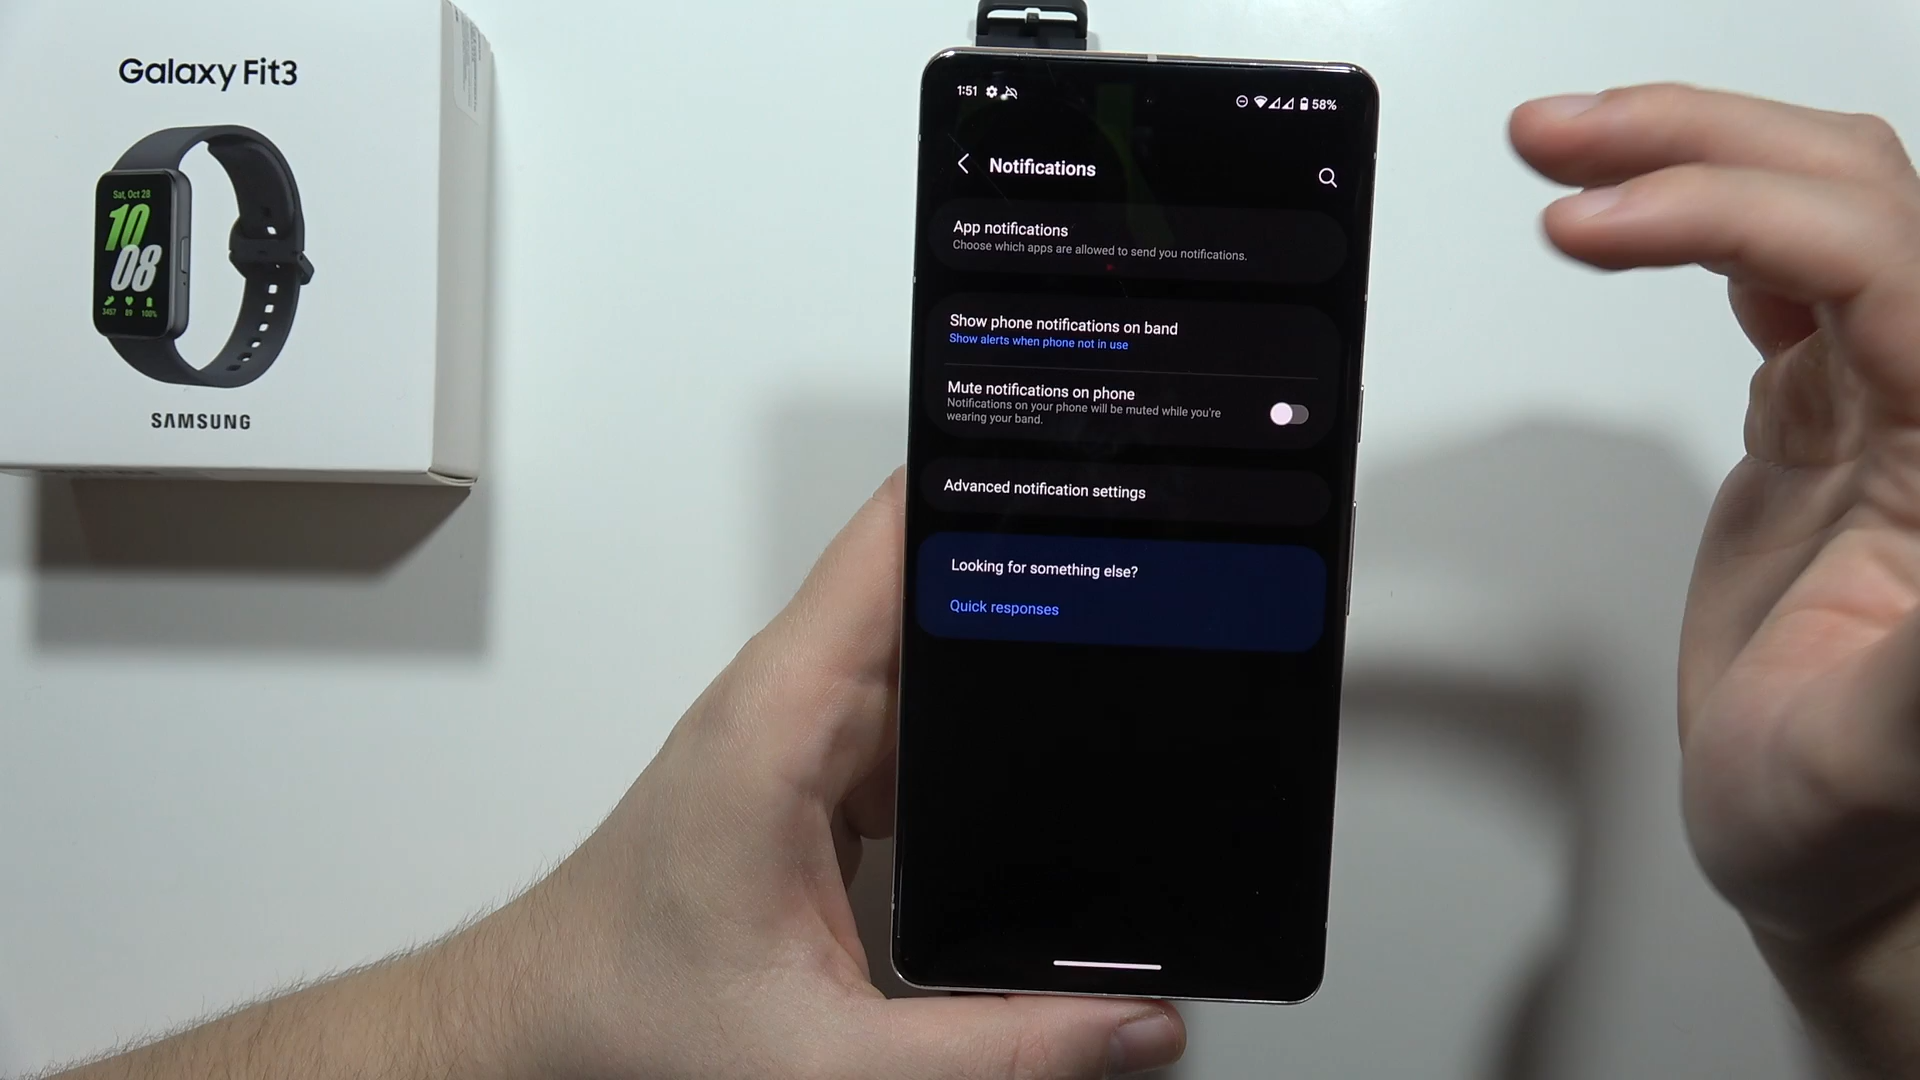 Galaxy Fit3
Sat, Oct 28
10
08
3457 89 100%
SAMSUNG
1:51
58%
Notifications
App notifications
Choose which apps are allowed to send you notifications.
Show phone notifications on band
Show alerts when phone not in use
Mute notifications on phone
Notifications on your phone will be muted while you're
wearing your band.
Advanced notification settings
Looking for something else?
Quick responses